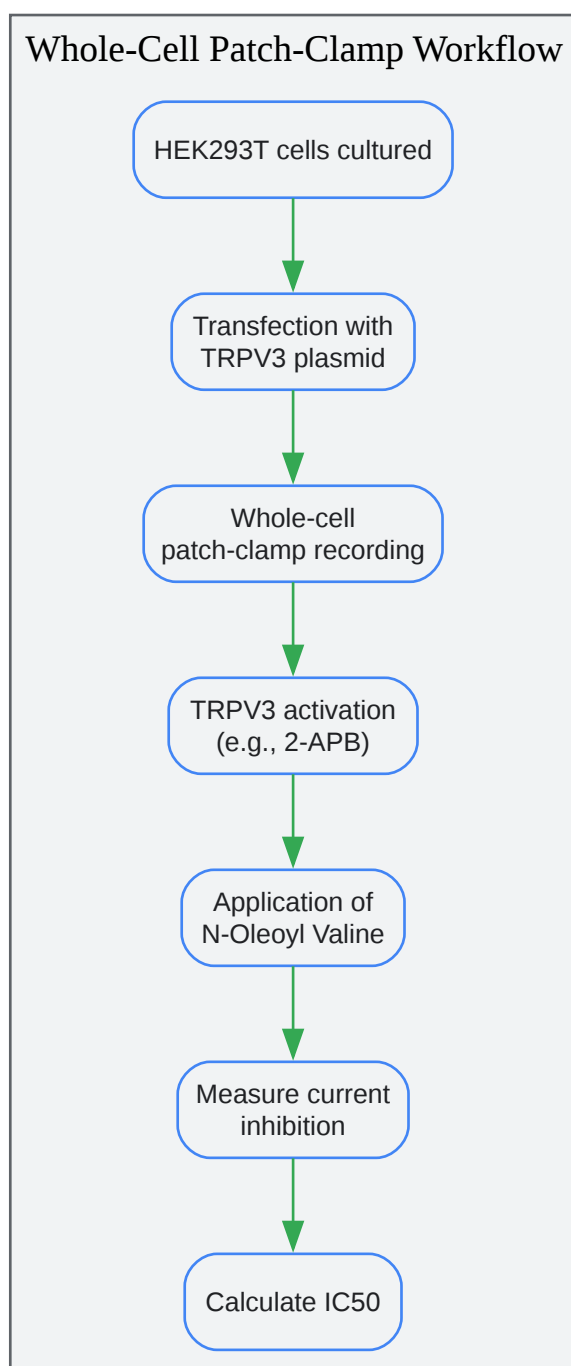 Whole-Cell Patch-Clamp Workflow
HEK293T cells cultured
Transfection with
TRPV3 plasmid
Whole-cell
patch-clamp recording
TRPV3 activation
(e.g., 2-APB)
Application of
N-Oleoyl Valine
Measure current
inhibition
Calculate IC50